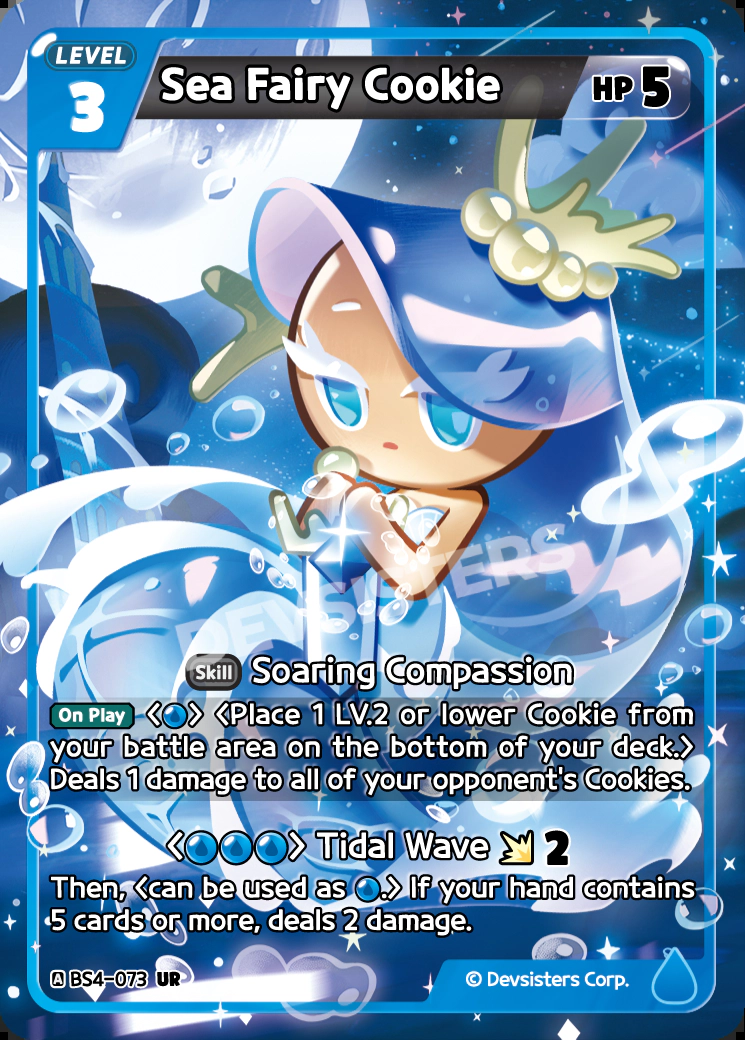 LEVEL
3
Sea Fairy Cookie
HP 5
DEVSISTERS
Skill Soaring Compassion
On Play < > <Place 1 LV.2 or lower Cookie from
your battle area on the bottom of your deck.>
Deals 1 damage to all of your opponent's Cookies.
< > Tidal Wave 2
Then, <can be used as .> If your hand contains
5 cards or more, deals 2 damage.
A BS4-073 UR
© Devsisters Corp.